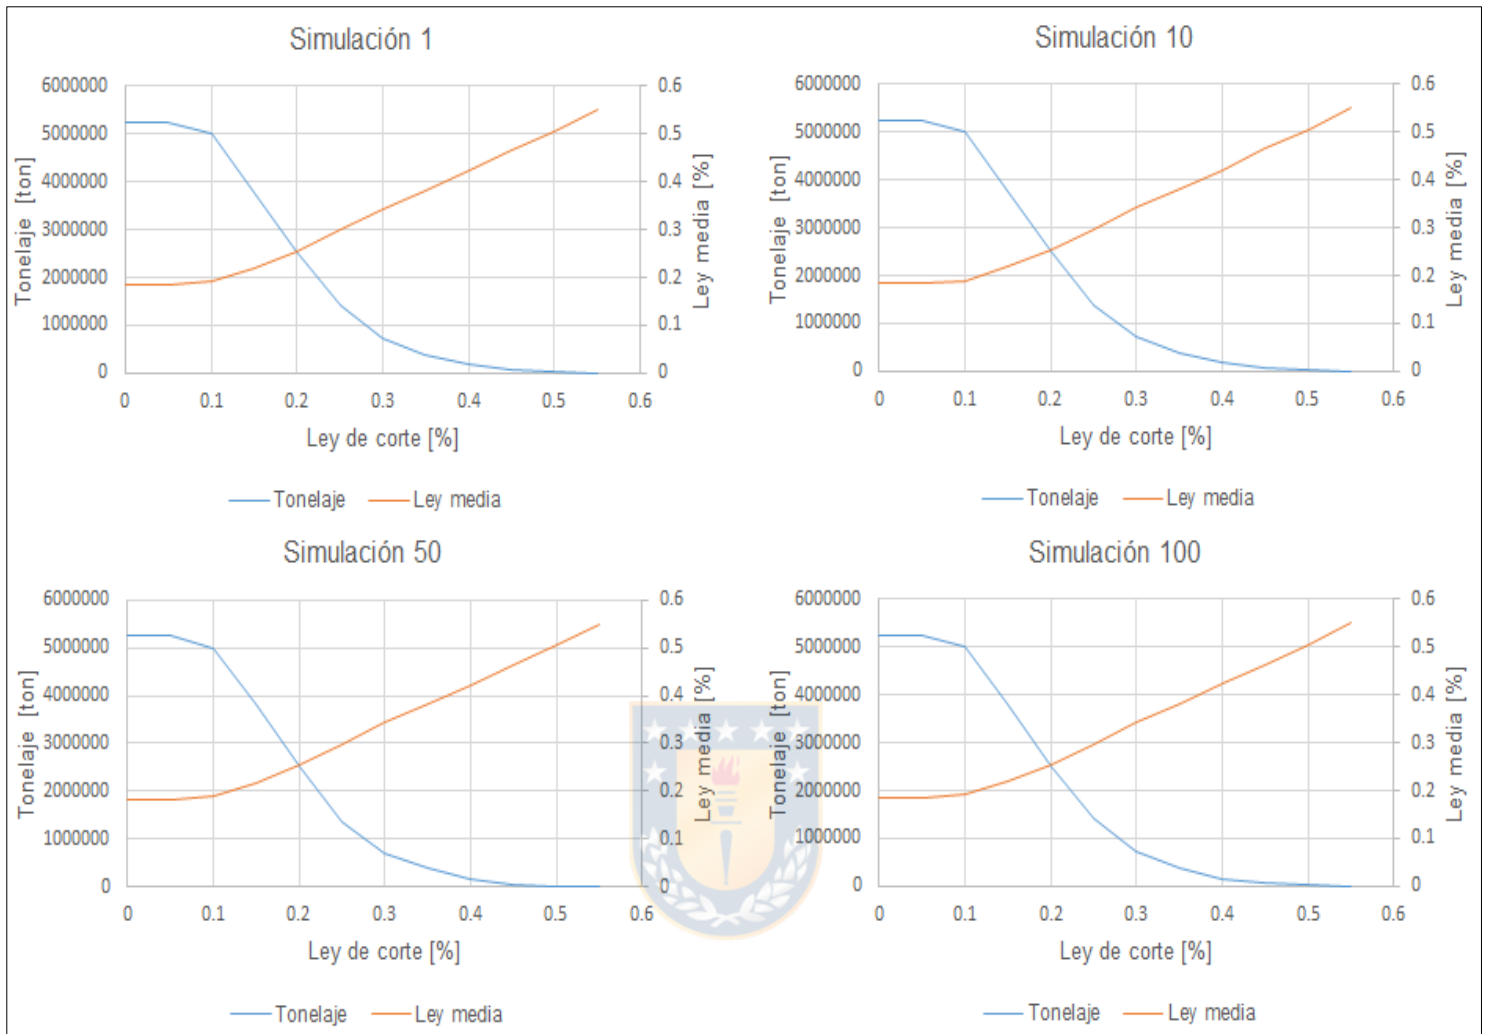 Simulación 1
6000000
5000000
4000000
3000000
2000000
1000000
0
Tonelaje [ton]
0.6
0.5
0.4
0.3
0.2
0.1
0
Ley media [%]
0 0.1 0.2 0.3 0.4 0.5 0.6
Ley de corte [%]
Tonelaje Ley media
Simulación 10
6000000
5000000
4000000
3000000
2000000
1000000
0
Tonelaje [ton]
0.6
0.5
0.4
0.3
0.2
0.1
0
Ley media [%]
0 0.1 0.2 0.3 0.4 0.5 0.6
Ley de corte [%]
Tonelaje Ley media
Simulación 50
6000000
5000000
4000000
3000000
2000000
1000000
0
Tonelaje [ton]
0.6
0.5
0.4
0.3
0.2
0.1
0
Ley media [%]
0 0.1 0.2 0.3 0.4 0.5 0.6
Ley de corte [%]
Tonelaje Ley media
Simulación 100
6000000
5000000
4000000
3000000
2000000
1000000
0
Tonelaje [ton]
0.6
0.5
0.4
0.3
0.2
0.1
0
Ley media [%]
0 0.1 0.2 0.3 0.4 0.5 0.6
Ley de corte [%]
Tonelaje Ley media